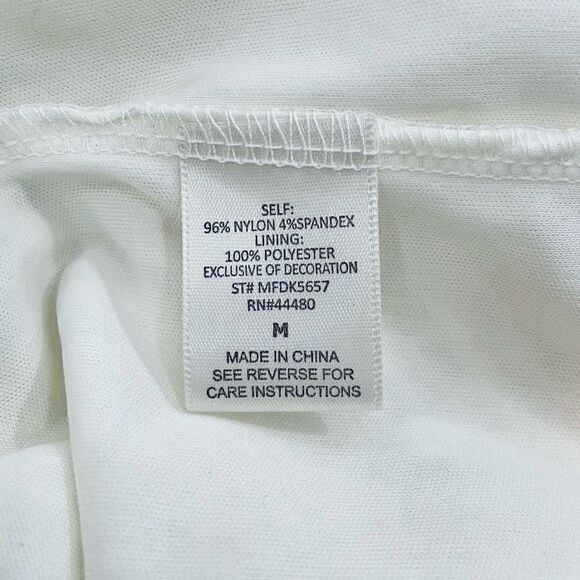 SELF:
96% NYLON 4%SPANDEX
LINING:
100% POLYESTER
EXCLUSIVE OF DECORATION
ST# MFDK5657
RN#44480
M
MADE IN CHINA
SEE REVERSE FOR
CARE INSTRUCTIONS